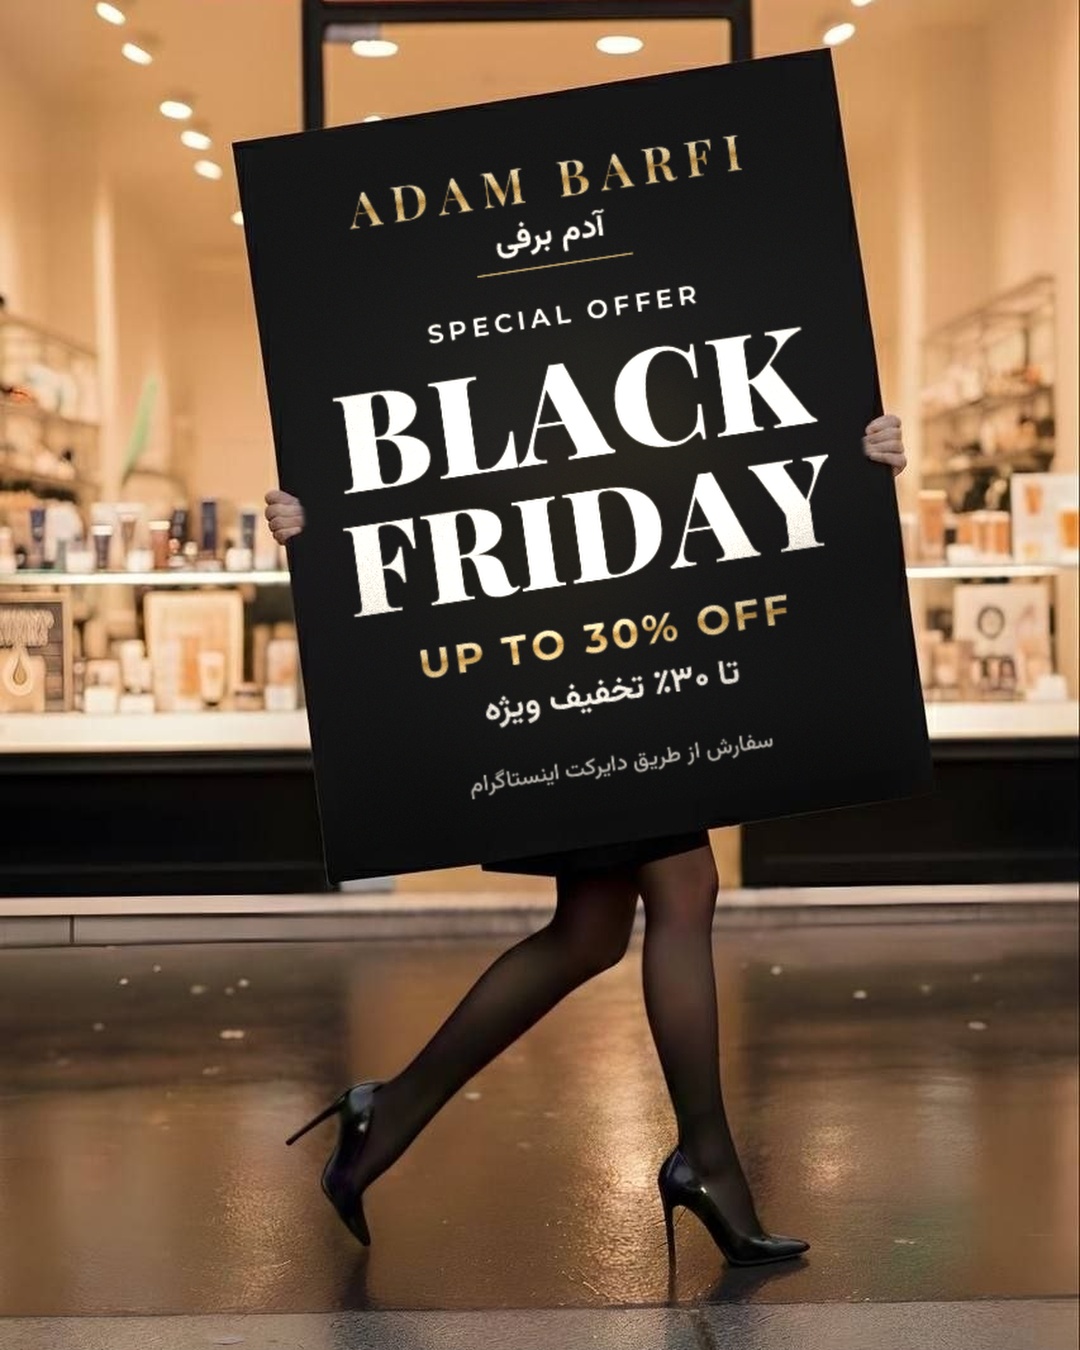 ADAM BARFI
آدم برفی
SPECIAL OFFER
BLACK
FRIDAY
UP TO 30% OFF
تا ۳۰٪ تخفیف ویژه
سفارش از طریق دایرکت اینستاگرام